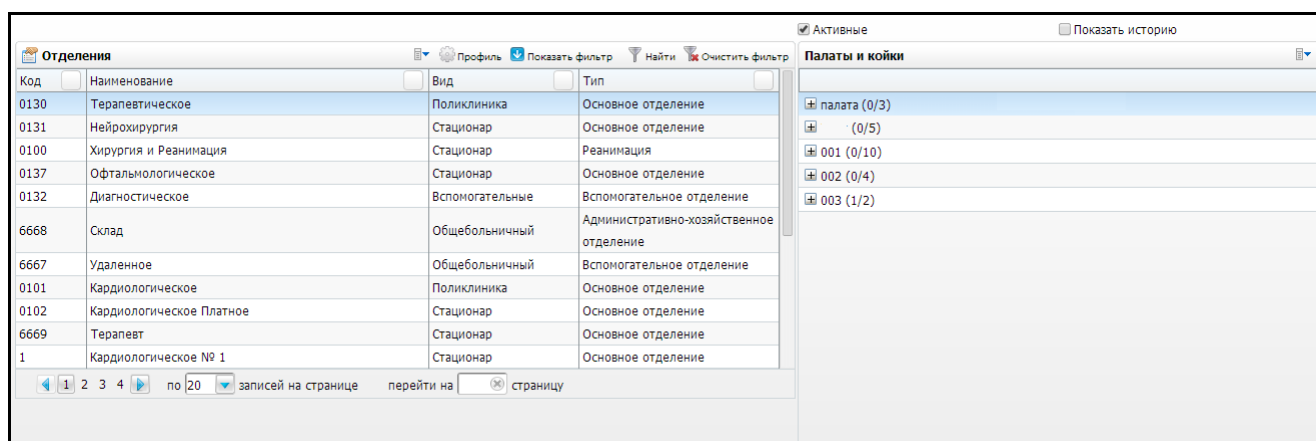 Активные Показать историю
Отделения Профиль Показать фильтр Найти Очистить фильтр Палаты и койки
Код Наименование Вид Тип
0130 Терапевтическое Поликлиника Основное отделение палата (0/3)
0131 Нейрохирургия Стационар Основное отделение (0/5)
0100 Хирургия и Реанимация Стационар Реанимация 001 (0/10)
0137 Офтальмологическое Стационар Основное отделение 002 (0/4)
0132 Диагностическое Вспомогательные Вспомогательное отделение 003 (1/2)
6668 Склад Общебольничный Административно-хозяйственное
отделение
6667 Удаленное Общебольничный Вспомогательное отделение
0101 Кардиологическое Поликлиника Основное отделение
0102 Кардиологическое Платное Стационар Основное отделение
6669 Терапевт Стационар Основное отделение
1 Кардиологическое № 1 Стационар Основное отделение
1 2 3 4 по 20 записей на странице перейти на страницу